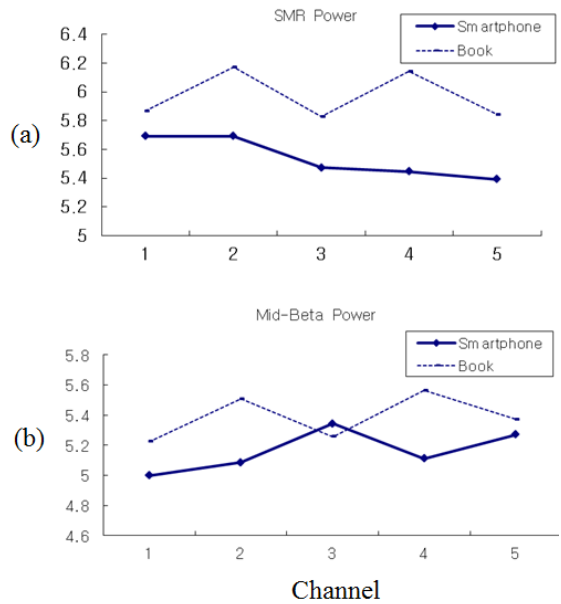 SMR Power
Smartphone
Book
6.4
6.2
6
5.8
(a)
5.6
5.4
5.2
5
1 2 3 4 5
Mid-Beta Power
Smartphone
Book
5.8
5.6
5.4
(b)
5.2
5
4.8
4.6
1 2 3 4 5
Channel